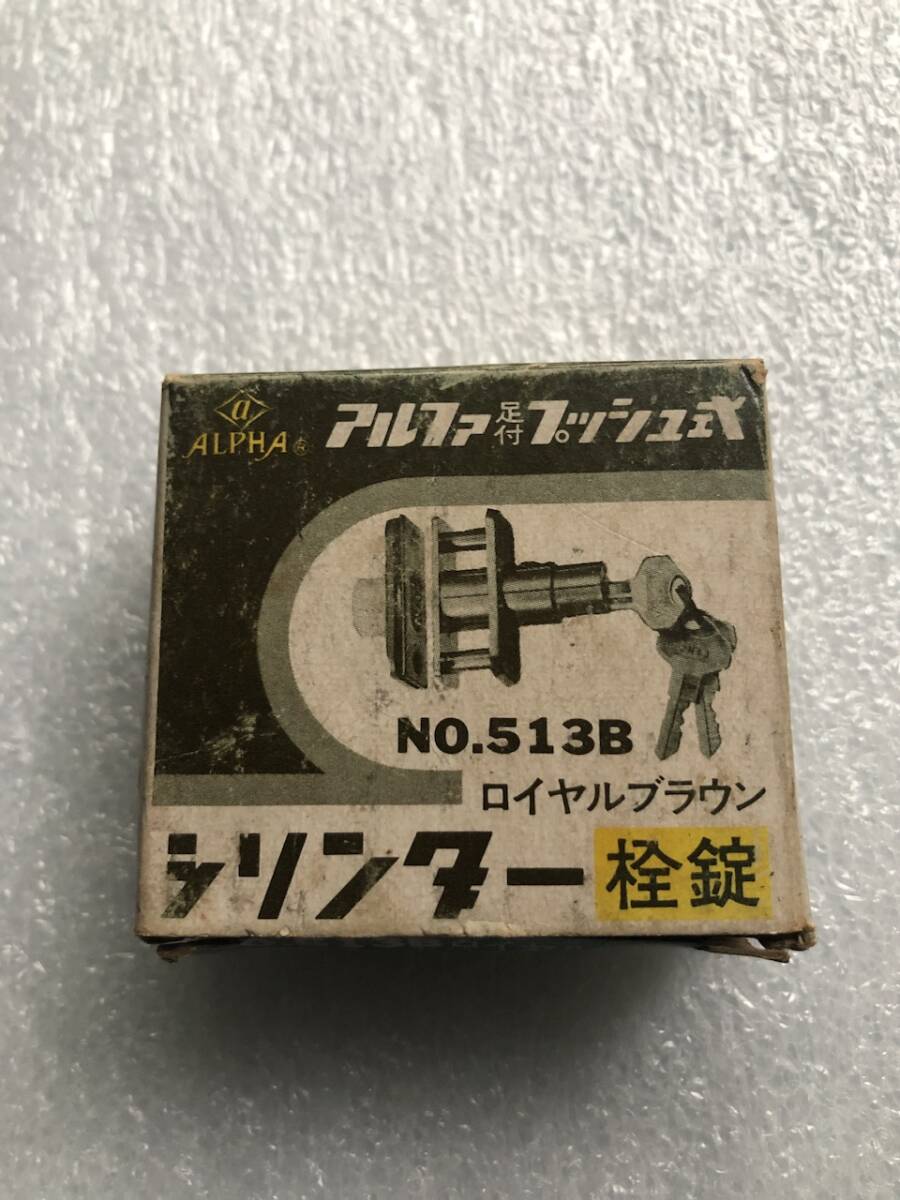 α
ALPHA ®
アルファ足付プッシュ式
NO.513B
ロイヤルブラウン
シリンダー栓錠